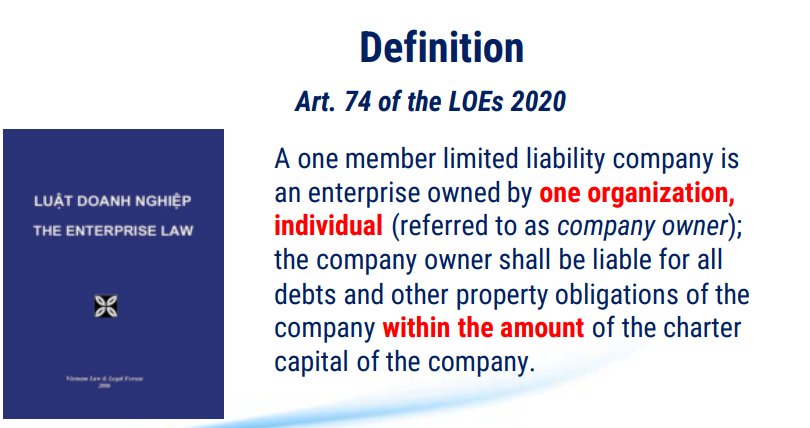 Definition
Art. 74 of the LOEs 2020
LUẬT DOANH NGHIỆP
THE ENTERPRISE LAW
Vietnam Law & Legal Forum
2006
A one member limited liability company is
an enterprise owned by one organization,
individual (referred to as company owner);
the company owner shall be liable for all
debts and other property obligations of the
company within the amount of the charter
capital of the company.